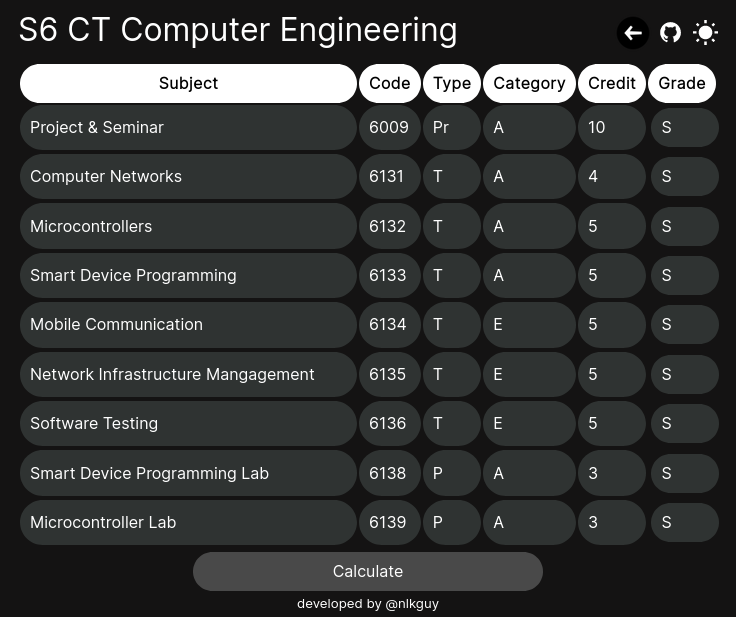 S6 CT Computer Engineering
Subject Code Type Category Credit Grade
Project & Seminar 6009 Pr A 10 S
Computer Networks 6131 T A 4 S
Microcontrollers 6132 T A 5 S
Smart Device Programming 6133 T A 5 S
Mobile Communication 6134 T E 5 S
Network Infrastructure Mangagement 6135 T E 5 S
Software Testing 6136 T E 5 S
Smart Device Programming Lab 6138 P A 3 S
Microcontroller Lab 6139 P A 3 S
Calculate
developed by @nlkguy